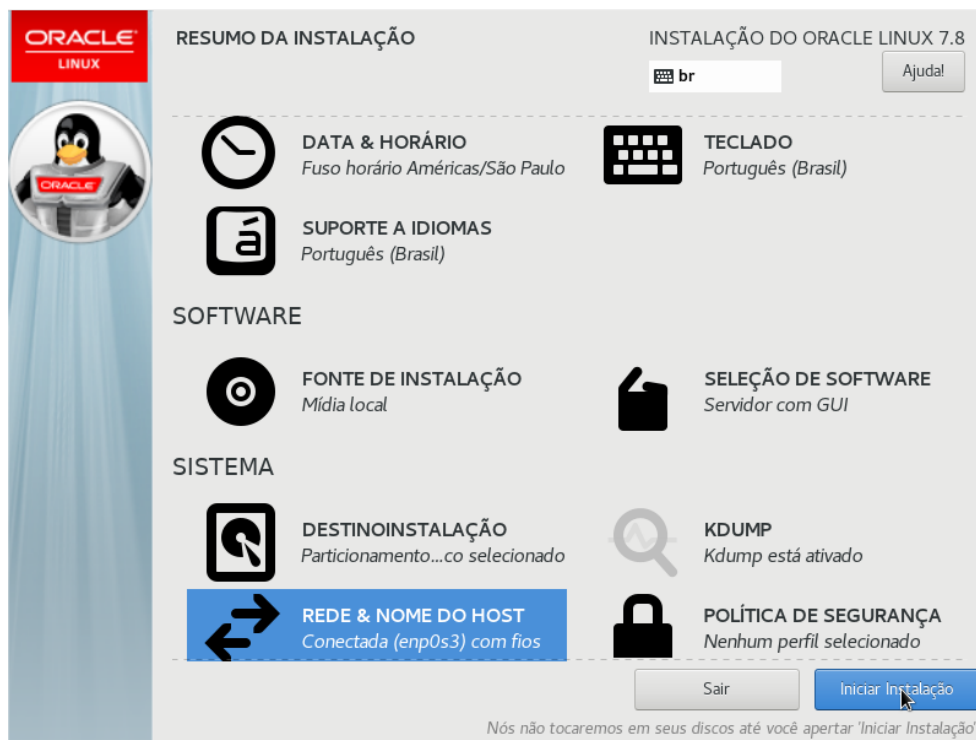 ORACLE
LINUX
RESUMO DA INSTALAÇÃO
INSTALAÇÃO DO ORACLE LINUX 7.8
br
Ajuda!
ORACLE
DATA & HORÁRIO
Fuso horário Américas/São Paulo
TECLADO
Português (Brasil)
á
SUPORTE A IDIOMAS
Português (Brasil)
SOFTWARE
FONTE DE INSTALAÇÃO
Mídia local
SELEÇÃO DE SOFTWARE
Servidor com GUI
SISTEMA
DESTINOINSTALAÇÃO
Particionamento...co selecionado
KDUMP
Kdump está ativado
REDE & NOME DO HOST
Conectada (enp0s3) com fios
POLÍTICA DE SEGURANÇA
Nenhum perfil selecionado
Sair
Iniciar Instalação
Nós não tocaremos em seus discos até você apertar 'Iniciar Instalação'